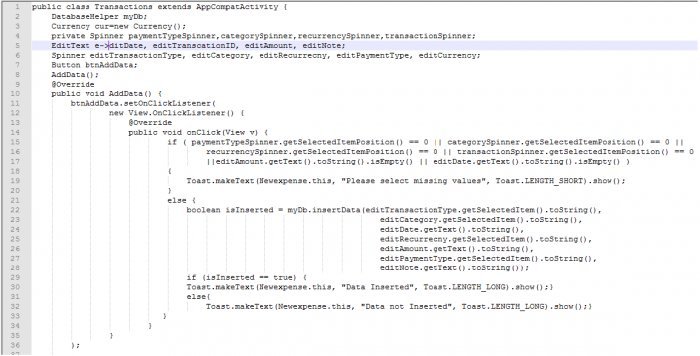 1 public class Transactions extends AppCompatActivity {
2 DatabaseHelper myDb;
3 Currency cur=new Currency();
4 private Spinner paymentTypeSpinner,categorySpinner,recurrencySpinner,transactionSpinner;
5 EditText e->ditDate, editTranscationID, editAmount, editNote;
6 Spinner editTransactionType, editCategory, editRecurrecny, editPaymentType, editCurrency;
7 Button btnAddData;
8 AddData();
9 @Override
10 public void AddData() {
11 btnAddData.setOnClickListener(
12 new View.OnClickListener() {
13 @Override
14 public void onClick(View v) {
15 if ( paymentTypeSpinner.getSelectedItemPosition() == 0 || categorySpinner.getSelectedItemPosition() == 0 ||
16 recurrencySpinner.getSelectedItemPosition() == 0 || transactionSpinner.getSelectedItemPosition() == 0
17 ||editAmount.getText().toString().isEmpty() || editDate.getText().toString().isEmpty() )
18 {
19 Toast.makeText(Newexpense.this, "Please select missing values", Toast.LENGTH_SHORT).show();
20 }
21 else {
22 boolean isInserted = myDb.insertData(editTransactionType.getSelectedItem().toString(),
23 editCategory.getSelectedItem().toString(),
24 editDate.getText().toString(),
25 editRecurrecny.getSelectedItem().toString(),
26 editAmount.getText().toString(),
27 editPaymentType.getSelectedItem().toString(),
28 editNote.getText().toString());
29 if (isInserted == true) {
30 Toast.makeText(Newexpense.this, "Data Inserted", Toast.LENGTH_LONG).show();}
31 else{
32 Toast.makeText(Newexpense.this, "Data not Inserted", Toast.LENGTH_LONG).show();}
33 }
34 }
35 }
36 );